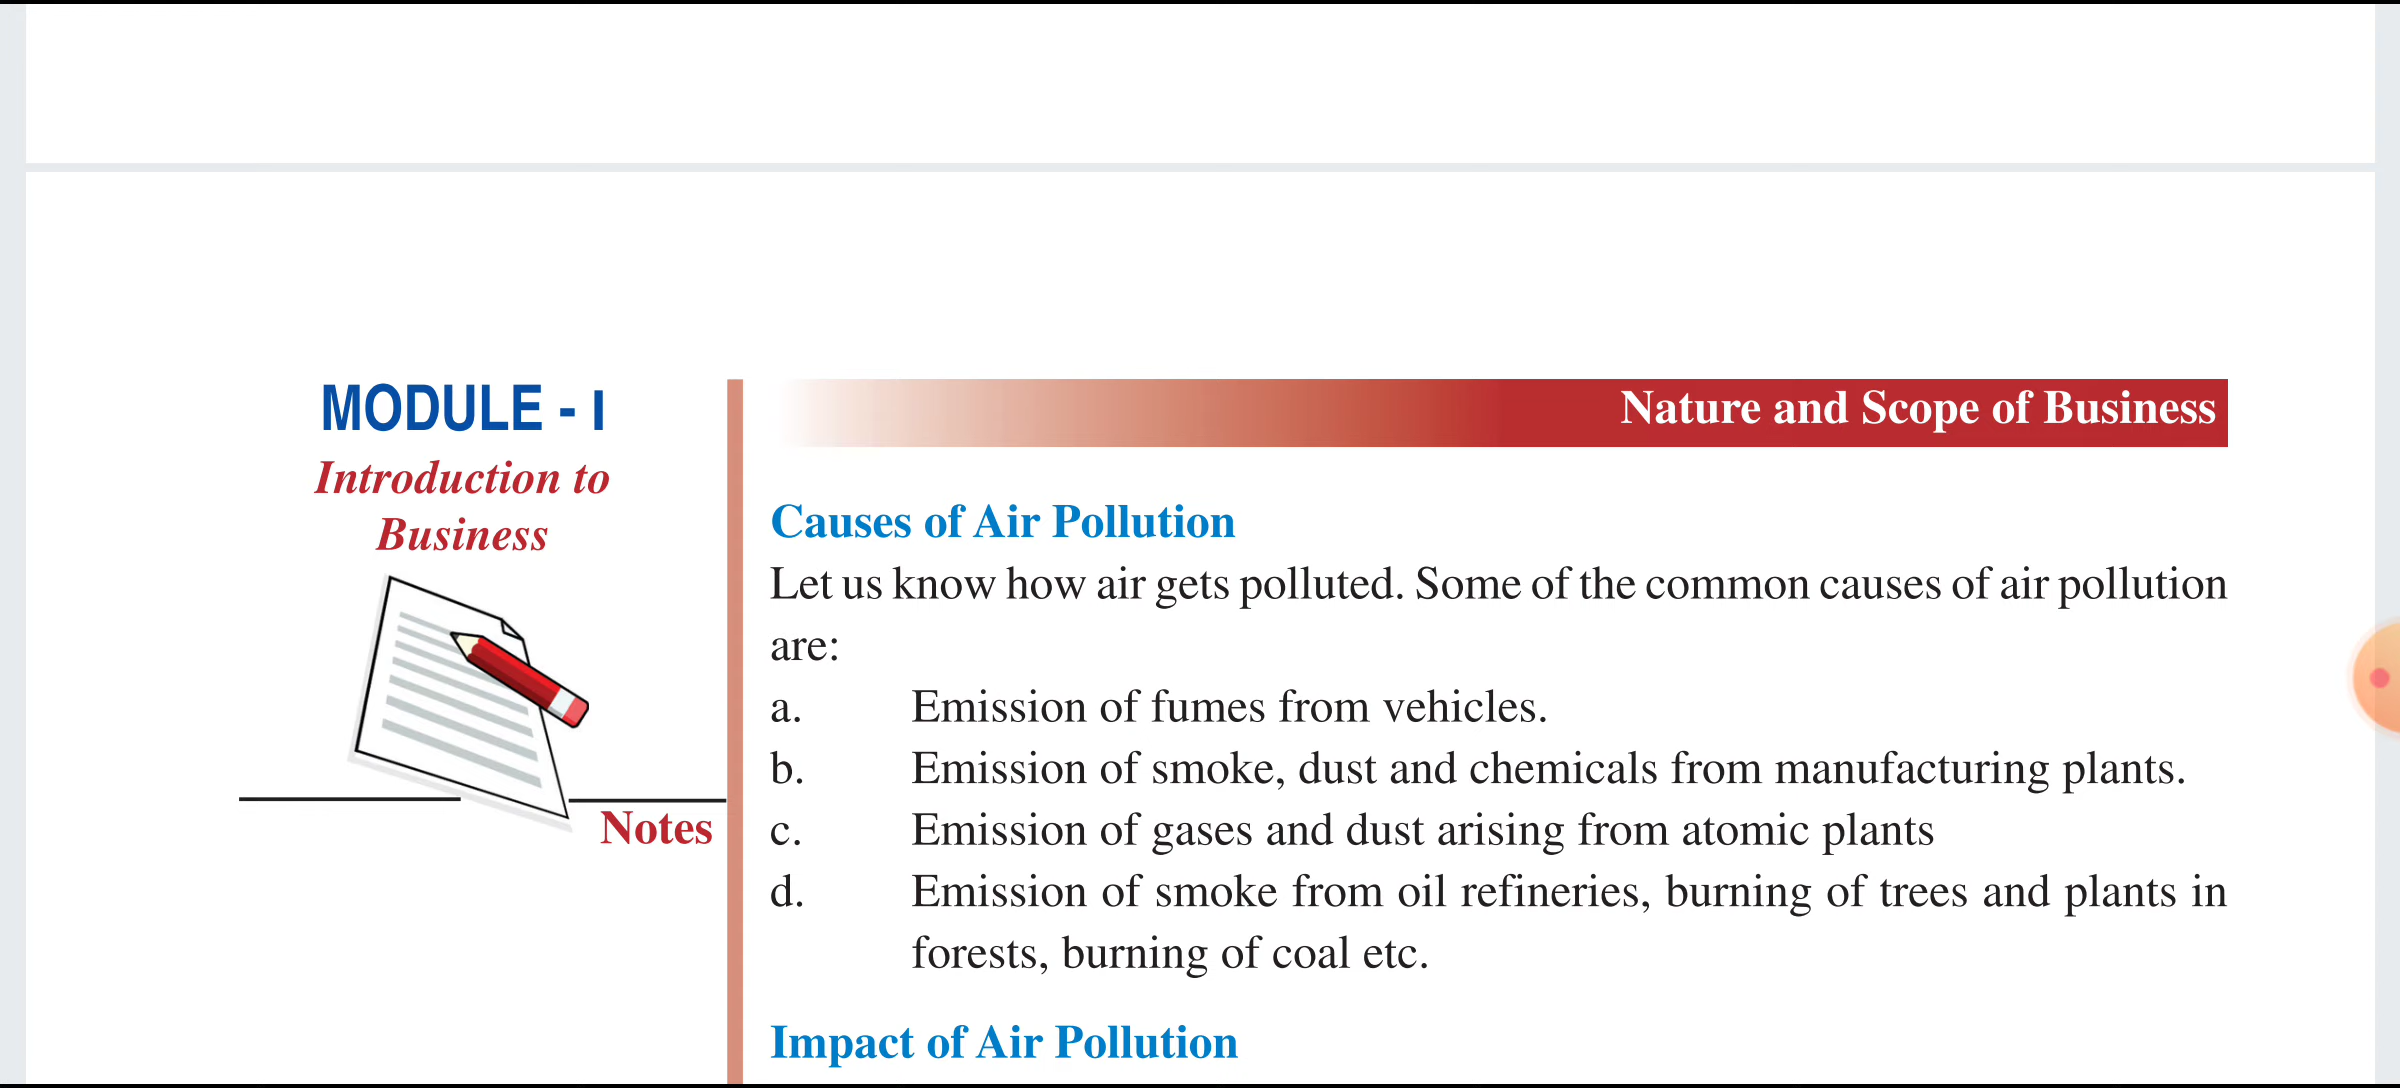 MODULE - I
Introduction to
Business
Notes
Nature and Scope of Business
Causes of Air Pollution
Let us know how air gets polluted. Some of the common causes of air pollution
are:
a. Emission of fumes from vehicles.
b. Emission of smoke, dust and chemicals from manufacturing plants.
c. Emission of gases and dust arising from atomic plants
d. Emission of smoke from oil refineries, burning of trees and plants in
forests, burning of coal etc.
Impact of Air Pollution